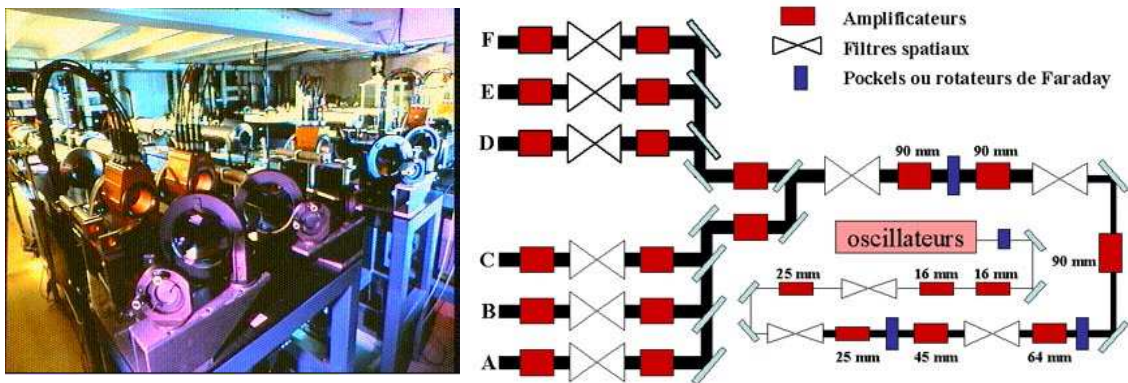 Amplificateurs
Filtres spatiaux
Pockels ou rotateurs de Faraday
F
E
D
90 mm 90 mm
oscillateurs
C
90 mm
25 mm 16 mm 16 mm
B
A
25 mm 45 mm 64 mm